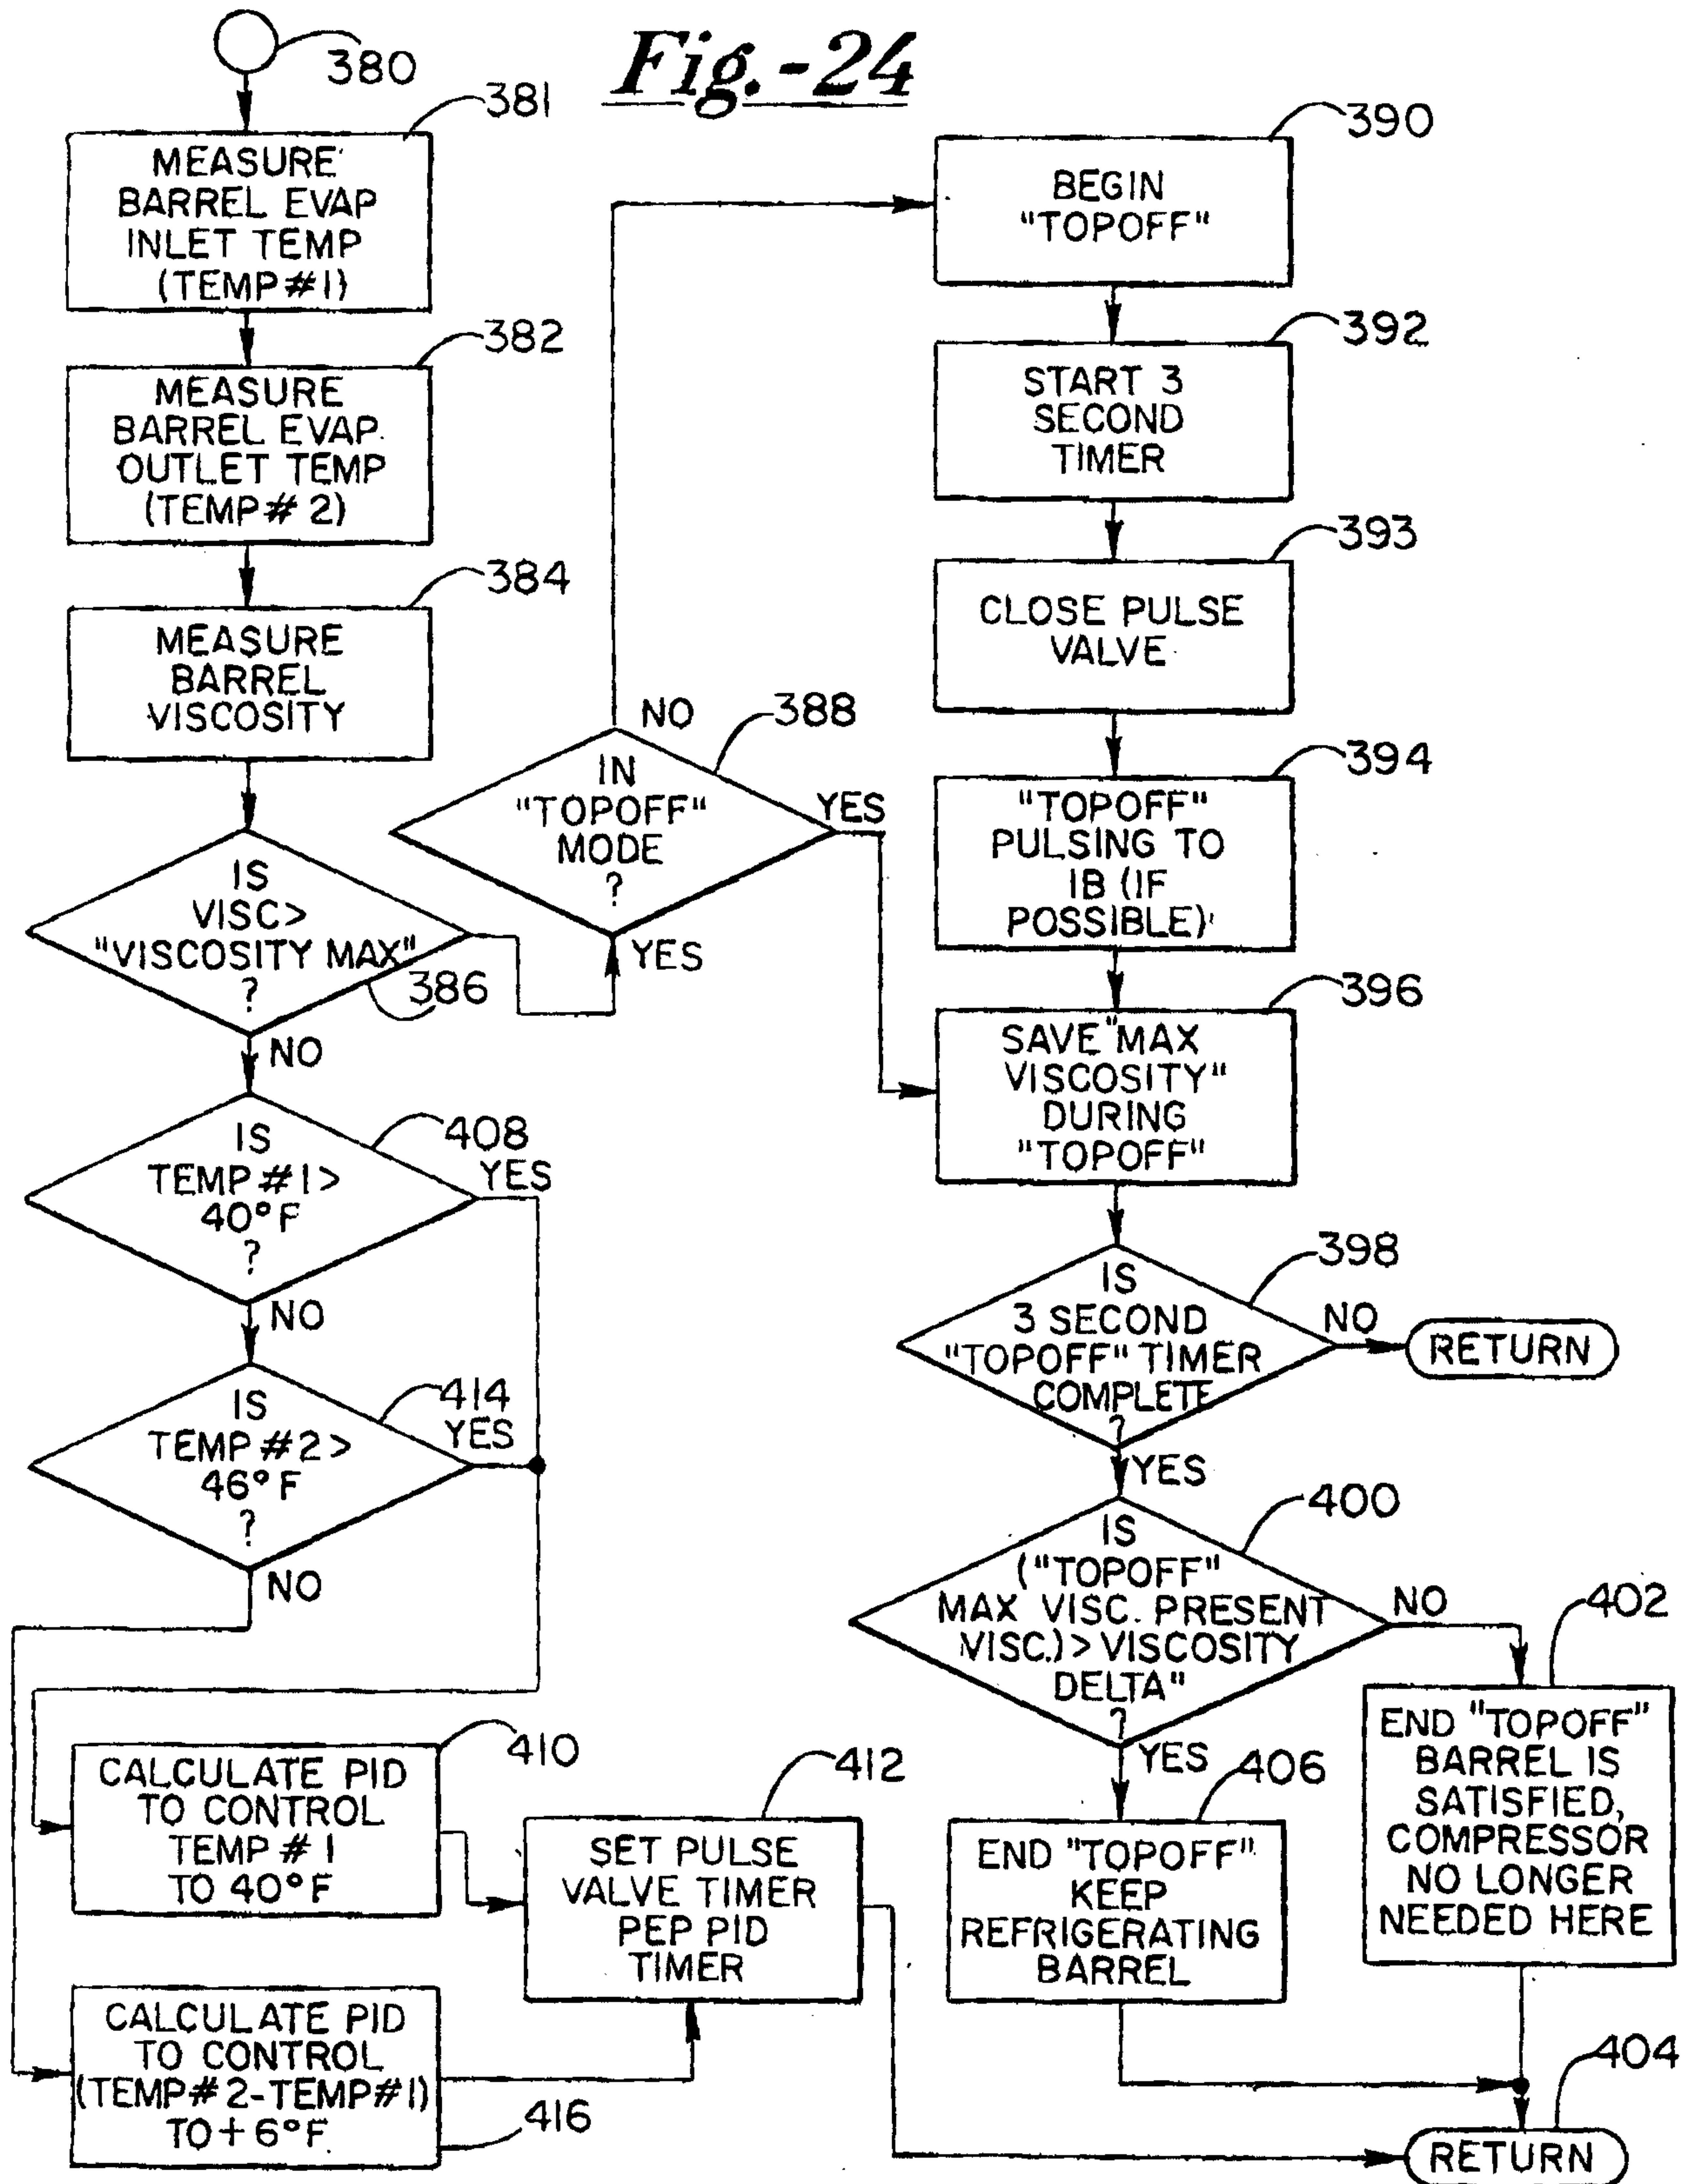 Fig.-24
380
381
MEASURE
BARREL EVAP
INLET TEMP
(TEMP#1)
382
MEASURE
BARREL EVAP.
OUTLET TEMP
(TEMP# 2)
384
MEASURE
BARREL
VISCOSITY
IS
VISC>
"VISCOSITY MAX"
?
386
YES
NO
388
IN
"TOPOFF"
MODE
?
NO
YES
390
BEGIN
"TOPOFF"
392
START 3
SECOND
TIMER
393
CLOSE PULSE
VALVE
394
"TOPOFF"
PULSING TO
IB (IF
POSSIBLE)
396
SAVE "MAX
VISCOSITY"
DURING
"TOPOFF"
398
IS
3 SECOND
"TOPOFF" TIMER
COMPLETE
?
NO
RETURN
YES
400
IS
("TOPOFF"
MAX VISC. PRESENT
VISC.) > VISCOSITY
DELTA"
?
NO
YES
402
END "TOPOFF"
BARREL IS
SATISFIED,
COMPRESSOR
NO LONGER
NEEDED HERE
406
END "TOPOFF"
KEEP
REFRIGERATING
BARREL
404
RETURN
408
IS
TEMP #1>
40°F
?
YES
NO
414
IS
TEMP #2>
46°F
?
YES
NO
410
CALCULATE PID
TO CONTROL
TEMP # 1
TO 40°F
412
SET PULSE
VALVE TIMER
PEP PID
TIMER
CALCULATE PID
TO CONTROL
(TEMP#2-TEMP#1)
TO+6°F
416